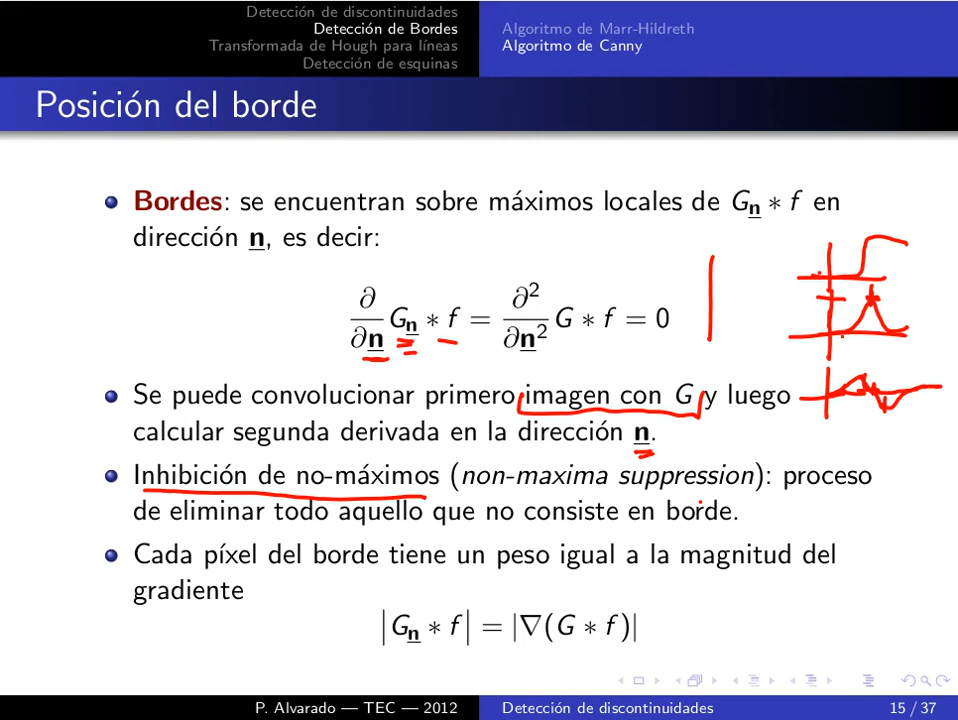 Detección de discontinuidades
Detección de Bordes
Transformada de Hough para líneas
Detección de esquinas
Algoritmo de Marr-Hildreth
Algoritmo de Canny
Posición del borde
Bordes: se encuentran sobre máximos locales de G_n ∗ f en
dirección n, es decir:
∂/∂n G_n ∗ f = ∂²/∂n² G ∗ f = 0
Se puede convolucionar primero imagen con G y luego
calcular segunda derivada en la dirección n.
Inhibición de no-máximos (non-maxima suppression): proceso
de eliminar todo aquello que no consiste en borde.
Cada píxel del borde tiene un peso igual a la magnitud del
gradiente
|G_n ∗ f| = |∇(G ∗ f)|
P. Alvarado — TEC — 2012
Detección de discontinuidades
15 / 37